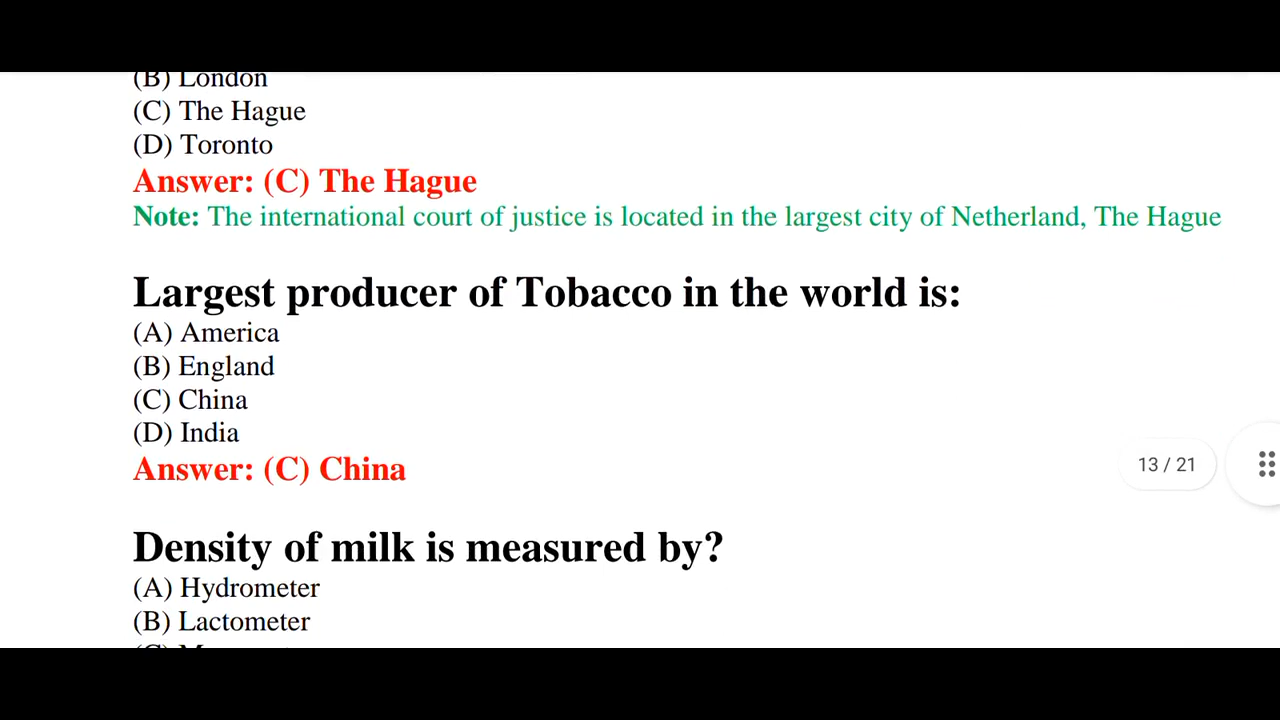 (B) London
(C) The Hague
(D) Toronto
Answer: (C) The Hague
Note: The international court of justice is located in the largest city of Netherland, The Hague
Largest producer of Tobacco in the world is:
(A) America
(B) England
(C) China
(D) India
Answer: (C) China
13 / 21
Density of milk is measured by?
(A) Hydrometer
(B) Lactometer